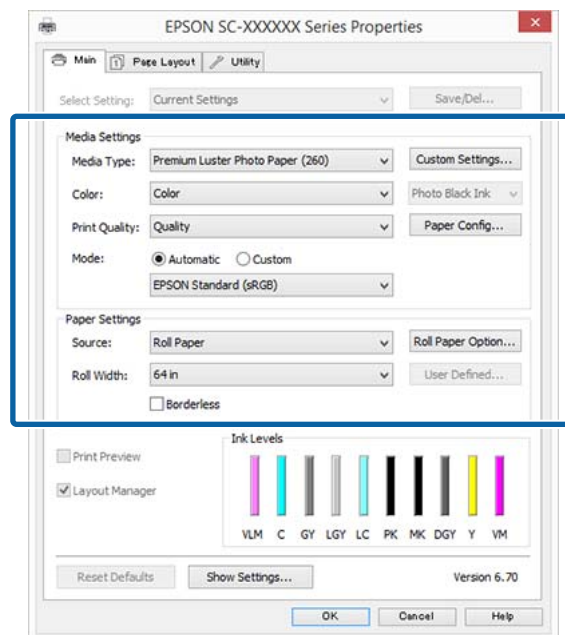 EPSON SC-XXXXXX Series Properties
Main Page Layout Utility
Select Setting: Current Settings Save/Del...
Media Settings
Media Type: Premium Luster Photo Paper (260) Custom Settings...
Color: Color Photo Black Ink
Print Quality: Quality Paper Config...
Mode: Automatic Custom
EPSON Standard (sRGB)
Paper Settings
Source: Roll Paper Roll Paper Option...
Roll Width: 64 in User Defined...
Borderless
Ink Levels
Print Preview
Layout Manager
VLM C GY LGY LC PK MK DGY Y VM
Reset Defaults Show Settings... Version 6.70
OK Cancel Help